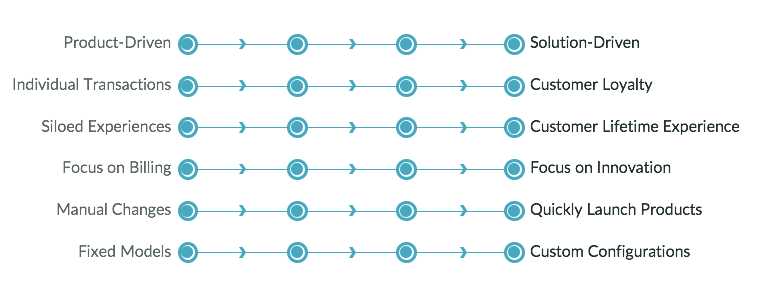 Product-Driven Solution-Driven
Individual Transactions Customer Loyalty
Siloed Experiences Customer Lifetime Experience
Focus on Billing Focus on Innovation
Manual Changes Quickly Launch Products
Fixed Models Custom Configurations